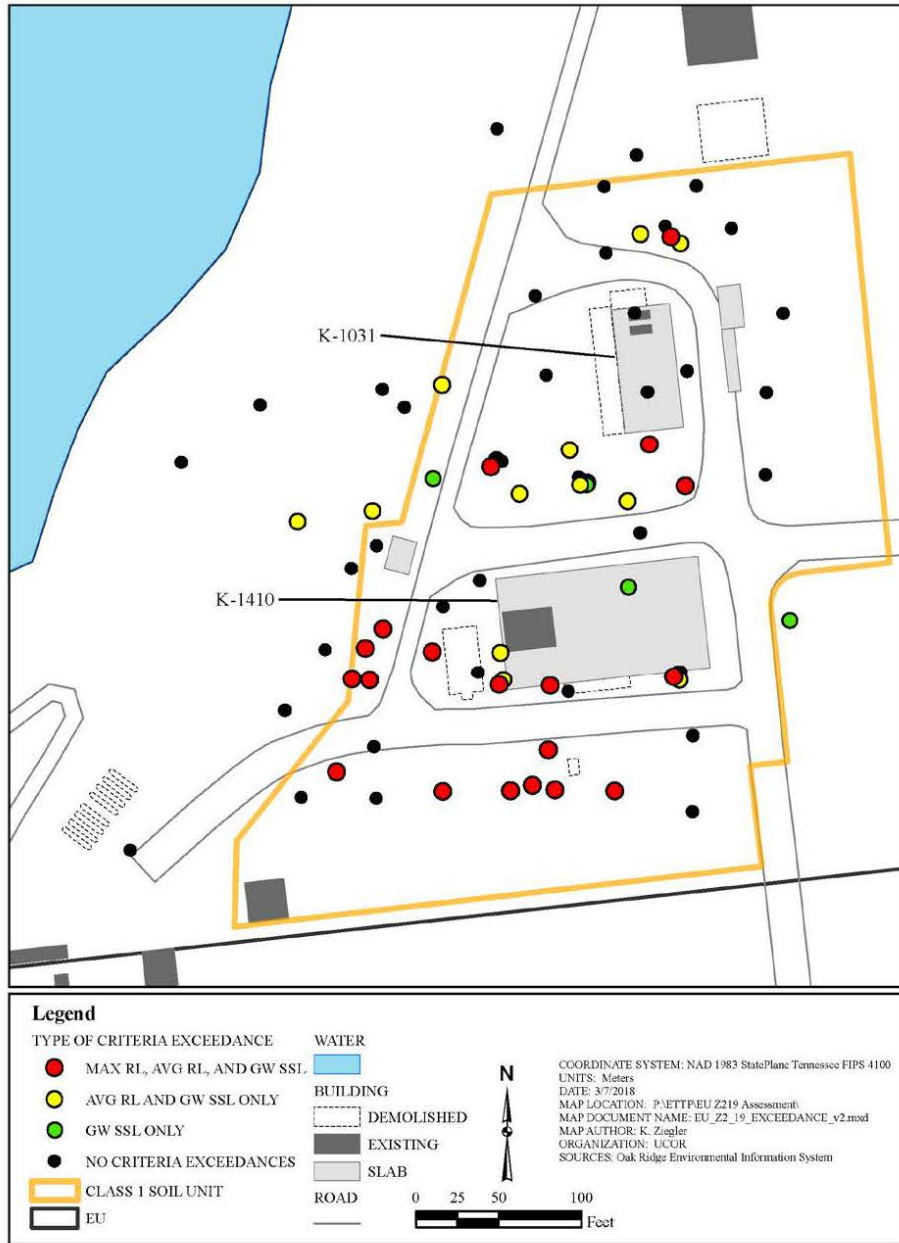 K-1031
K-1410
Legend
TYPE OF CRITERIA EXCEEDANCE
MAX RL, AVG RL, AND GW SSL
AVG RL AND GW SSL ONLY
GW SSL ONLY
NO CRITERIA EXCEEDANCES
CLASS 1 SOIL UNIT
EU
WATER
BUILDING
DEMOLISHED
EXISTING
SLAB
ROAD
N
0 25 50 100
Feet
COORDINATE SYSTEM: NAD 1983 StatePlane Tennessee FIPS 4100
UNITS: Meters
DATE: 3/7/2018
MAP LOCATION: P:\ETTP\EU Z219 Assessment\
MAP DOCUMENT NAME: EU_Z2_19_EXCEEDANCE_v2.mxd
MAP AUTHOR: K. Ziegler
ORGANIZATION: UCOR
SOURCES: Oak Ridge Environmental Information System